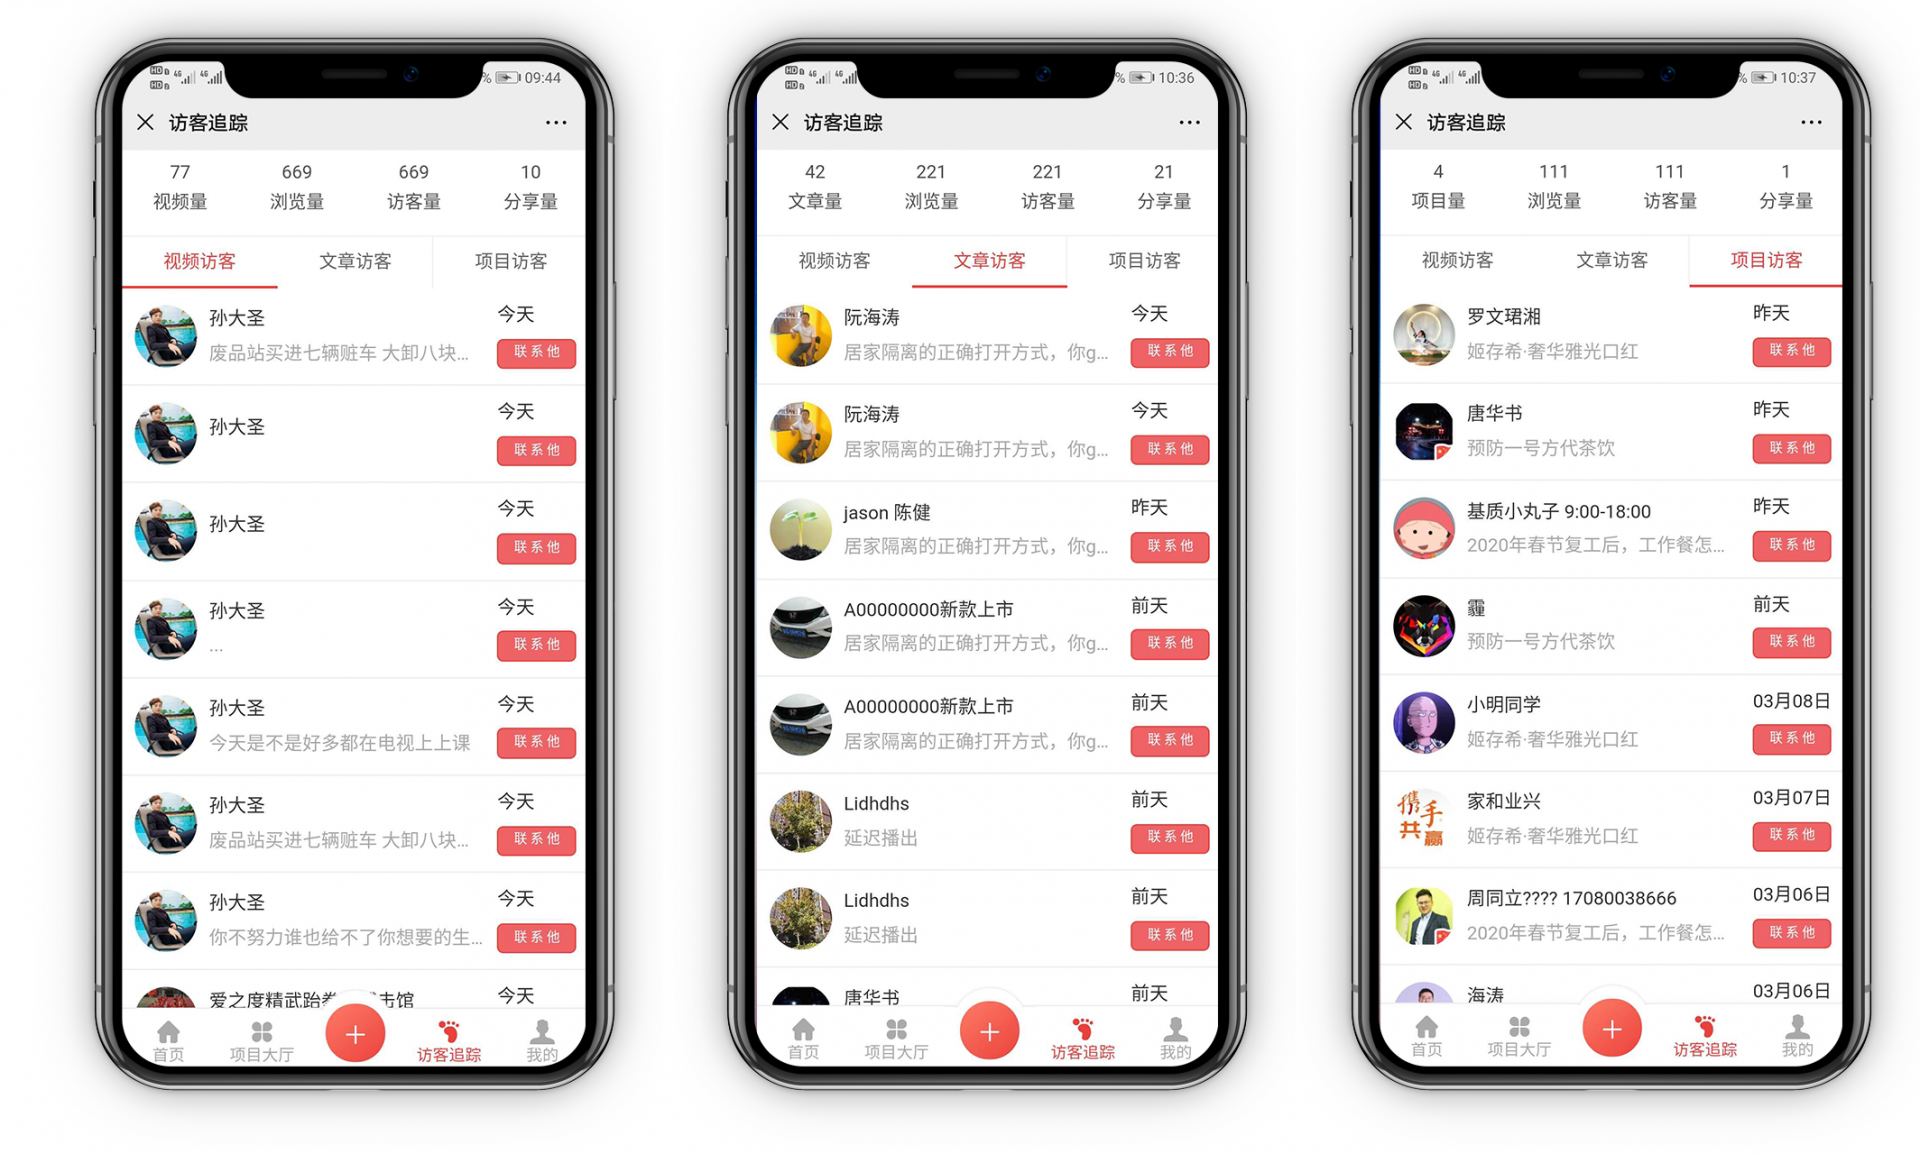 09:44
访客追踪
77 669 669 10
视频量 浏览量 访客量 分享量
视频访客 文章访客 项目访客
孙大圣 今天
废品站买进七辆赃车 大卸八块... 联系他
孙大圣 今天
联系他
孙大圣 今天
联系他
孙大圣 今天
... 联系他
孙大圣 今天
今天是不是好多都在电视上上课 联系他
孙大圣 今天
废品站买进七辆赃车 大卸八块... 联系他
孙大圣 今天
你不努力谁也给不了你想要的生... 联系他
爱之度精武跆拳 击馆 今天
首页 项目大厅 访客追踪 我的
10:36
访客追踪
42 221 221 21
文章量 浏览量 访客量 分享量
视频访客 文章访客 项目访客
阮海涛 今天
居家隔离的正确打开方式，你g... 联系他
阮海涛 今天
居家隔离的正确打开方式，你g... 联系他
jason 陈健 昨天
居家隔离的正确打开方式，你g... 联系他
A00000000新款上市 前天
居家隔离的正确打开方式，你g... 联系他
A00000000新款上市 前天
居家隔离的正确打开方式，你g... 联系他
Lidhdhs 前天
延迟播出 联系他
Lidhdhs 前天
延迟播出 联系他
唐华书 前天
首页 项目大厅 访客追踪 我的
10:37
访客追踪
4 111 111 1
项目量 浏览量 访客量 分享量
视频访客 文章访客 项目访客
罗文珺湘 昨天
姬存希·奢华雅光口红 联系他
唐华书 昨天
预防一号方代茶饮 联系他
基质小丸子 9:00-18:00 昨天
2020年春节复工后，工作餐怎... 联系他
霾 前天
预防一号方代茶饮 联系他
小明同学 03月08日
姬存希·奢华雅光口红 联系他
携手共赢
家和业兴 03月07日
姬存希·奢华雅光口红 联系他
周同立???? 17080038666 03月06日
2020年春节复工后，工作餐怎... 联系他
海涛 03月06日
首页 项目大厅 访客追踪 我的